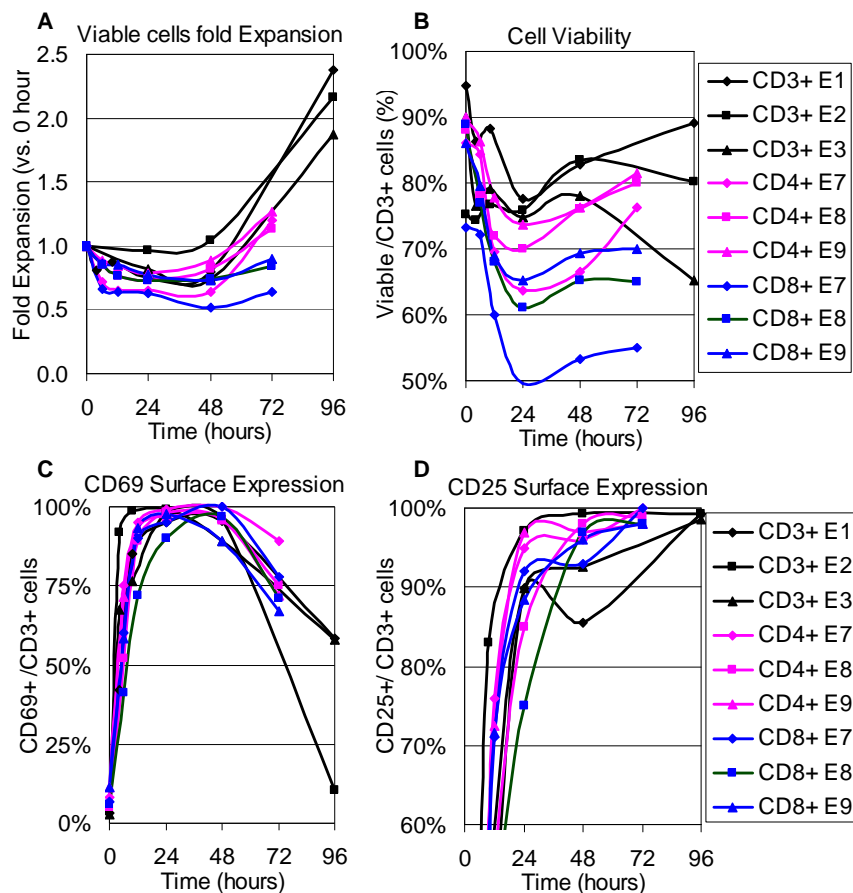 A
Viable cells fold Expansion
Fold Expansion (vs. 0 hour
2.5
2.0
1.5
1.0
0.5
0.0
0 24 48 72 96
Time (hours)
B
Cell Viability
Viable /CD3+ cells (%)
100%
90%
80%
70%
60%
50%
0 24 48 72 96
Time (hours)
CD3+ E1
CD3+ E2
CD3+ E3
CD4+ E7
CD4+ E8
CD4+ E9
CD8+ E7
CD8+ E8
CD8+ E9
C
CD69 Surface Expression
CD69+ /CD3+ cells
100%
75%
50%
25%
0%
0 24 48 72 96
Time (hours)
D
CD25 Surface Expression
CD25+/ CD3+ cells
100%
90%
80%
70%
60%
0 24 48 72 96
Time (hours)
CD3+ E1
CD3+ E2
CD3+ E3
CD4+ E7
CD4+ E8
CD4+ E9
CD8+ E7
CD8+ E8
CD8+ E9